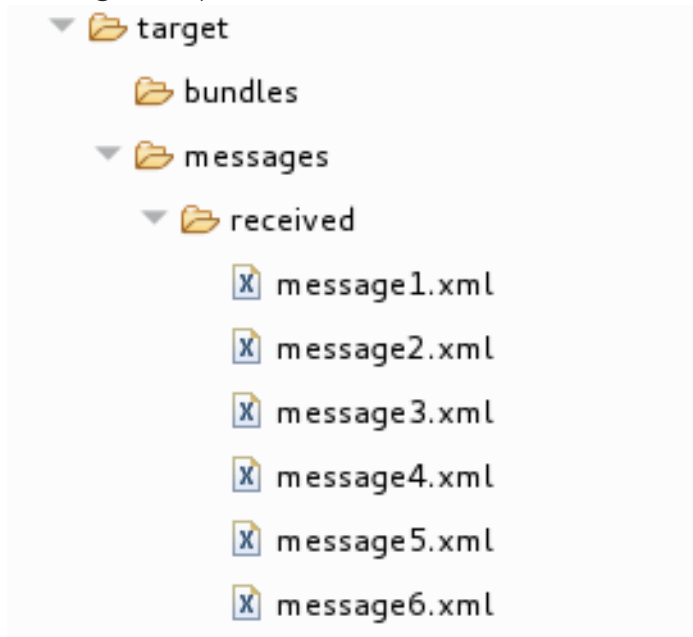 target
bundles
messages
received
message1.xml
message2.xml
message3.xml
message4.xml
message5.xml
message6.xml